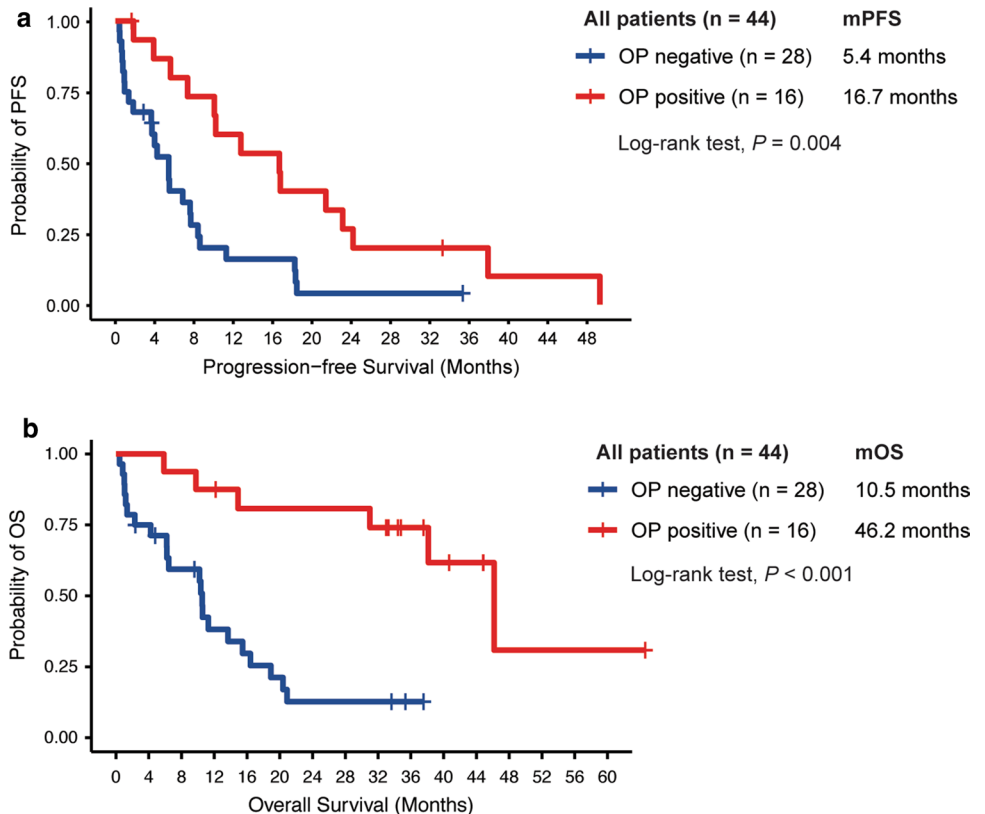 a
All patients (n = 44) mPFS
OP negative (n = 28) 5.4 months
OP positive (n = 16) 16.7 months
Log-rank test, P = 0.004
Probability of PFS
1.00
0.75
0.50
0.25
0.00
0 4 8 12 16 20 24 28 32 36 40 44 48
Progression−free Survival (Months)
b
All patients (n = 44) mOS
OP negative (n = 28) 10.5 months
OP positive (n = 16) 46.2 months
Log-rank test, P < 0.001
Probability of OS
1.00
0.75
0.50
0.25
0.00
0 4 8 12 16 20 24 28 32 36 40 44 48 52 56 60
Overall Survival (Months)